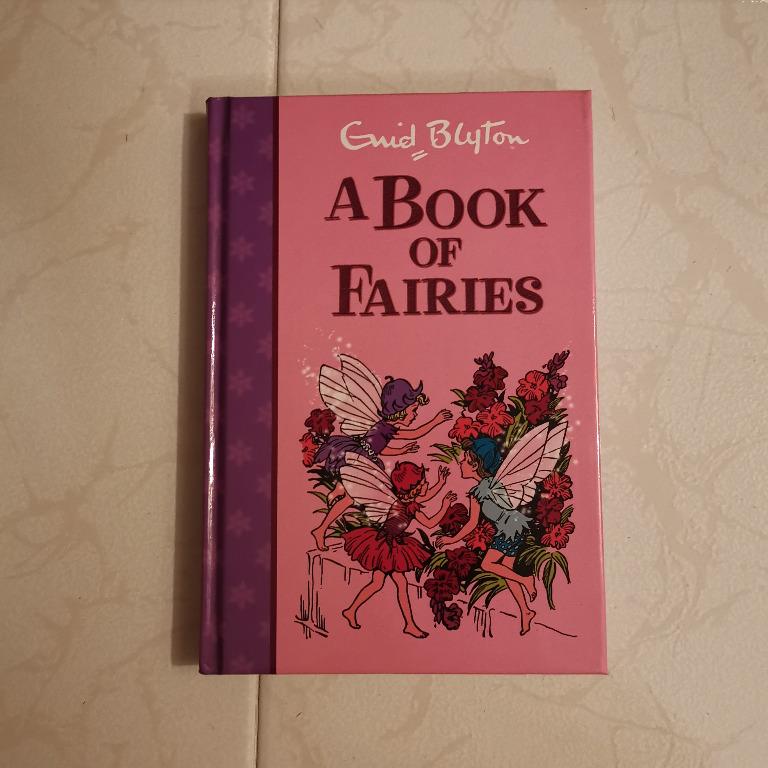 Enid Blyton
A BOOK
OF
FAIRIES